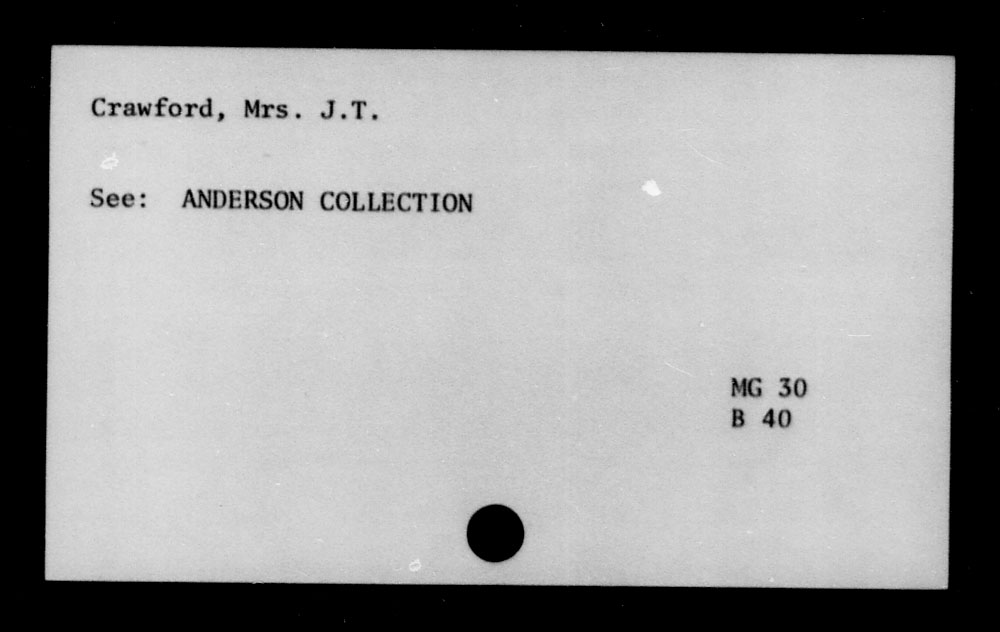 Crawford, Mrs. J.T.
See: ANDERSON COLLECTION
MG 30
B 40